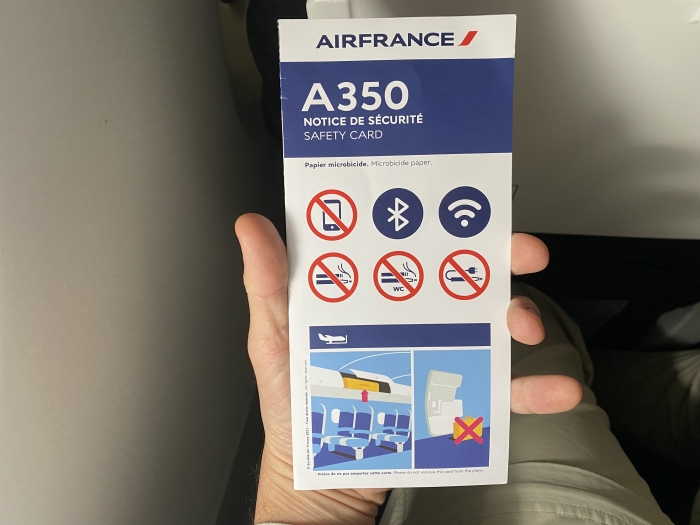 AIRFRANCE
A350
NOTICE DE SÉCURITÉ
SAFETY CARD
Papier microbicide. Microbicide paper.
WC
Prière de ne pas emporter cette carte. Please do not remove this card from the plane.